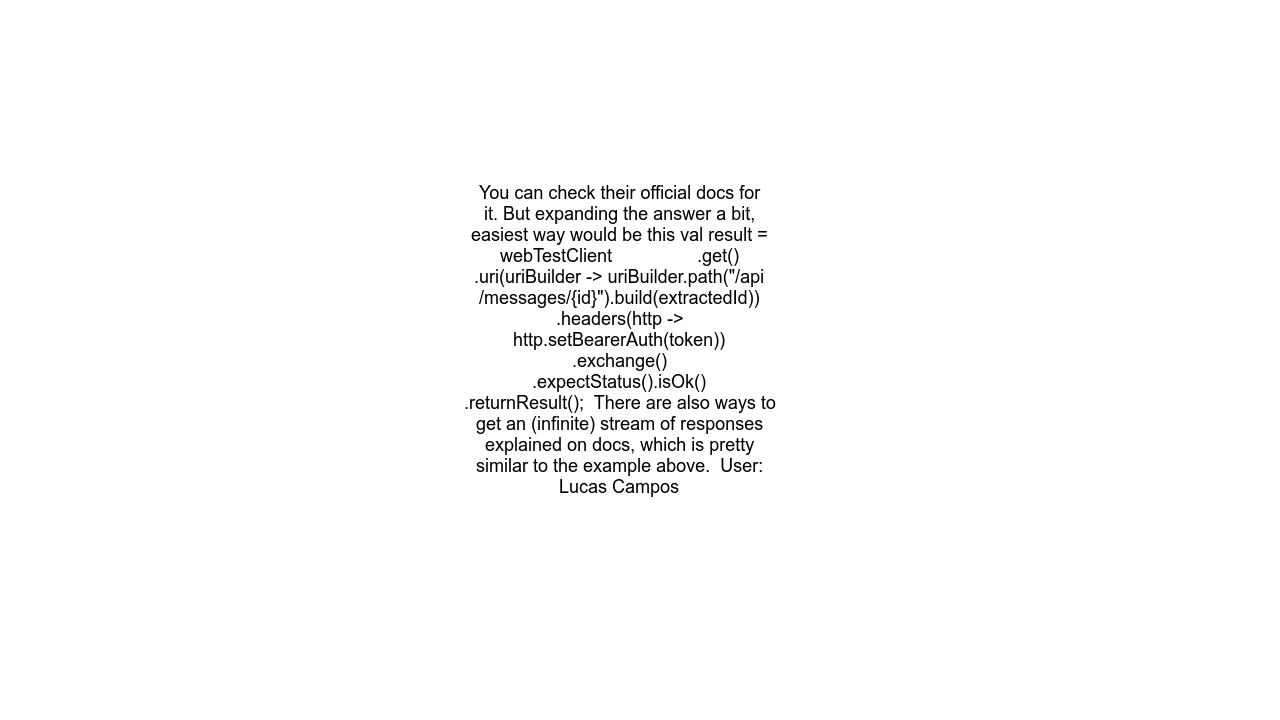 You can check their official docs for
it. But expanding the answer a bit,
easiest way would be this val result =
webTestClient                 .get()
.uri(uriBuilder -> uriBuilder.path("/api
/messages/{id}").build(extractedId))
.headers(http ->
http.setBearerAuth(token))
.exchange()
.expectStatus().isOk()
.returnResult();  There are also ways to
get an (infinite) stream of responses
explained on docs, which is pretty
similar to the example above.  User:
Lucas Campos